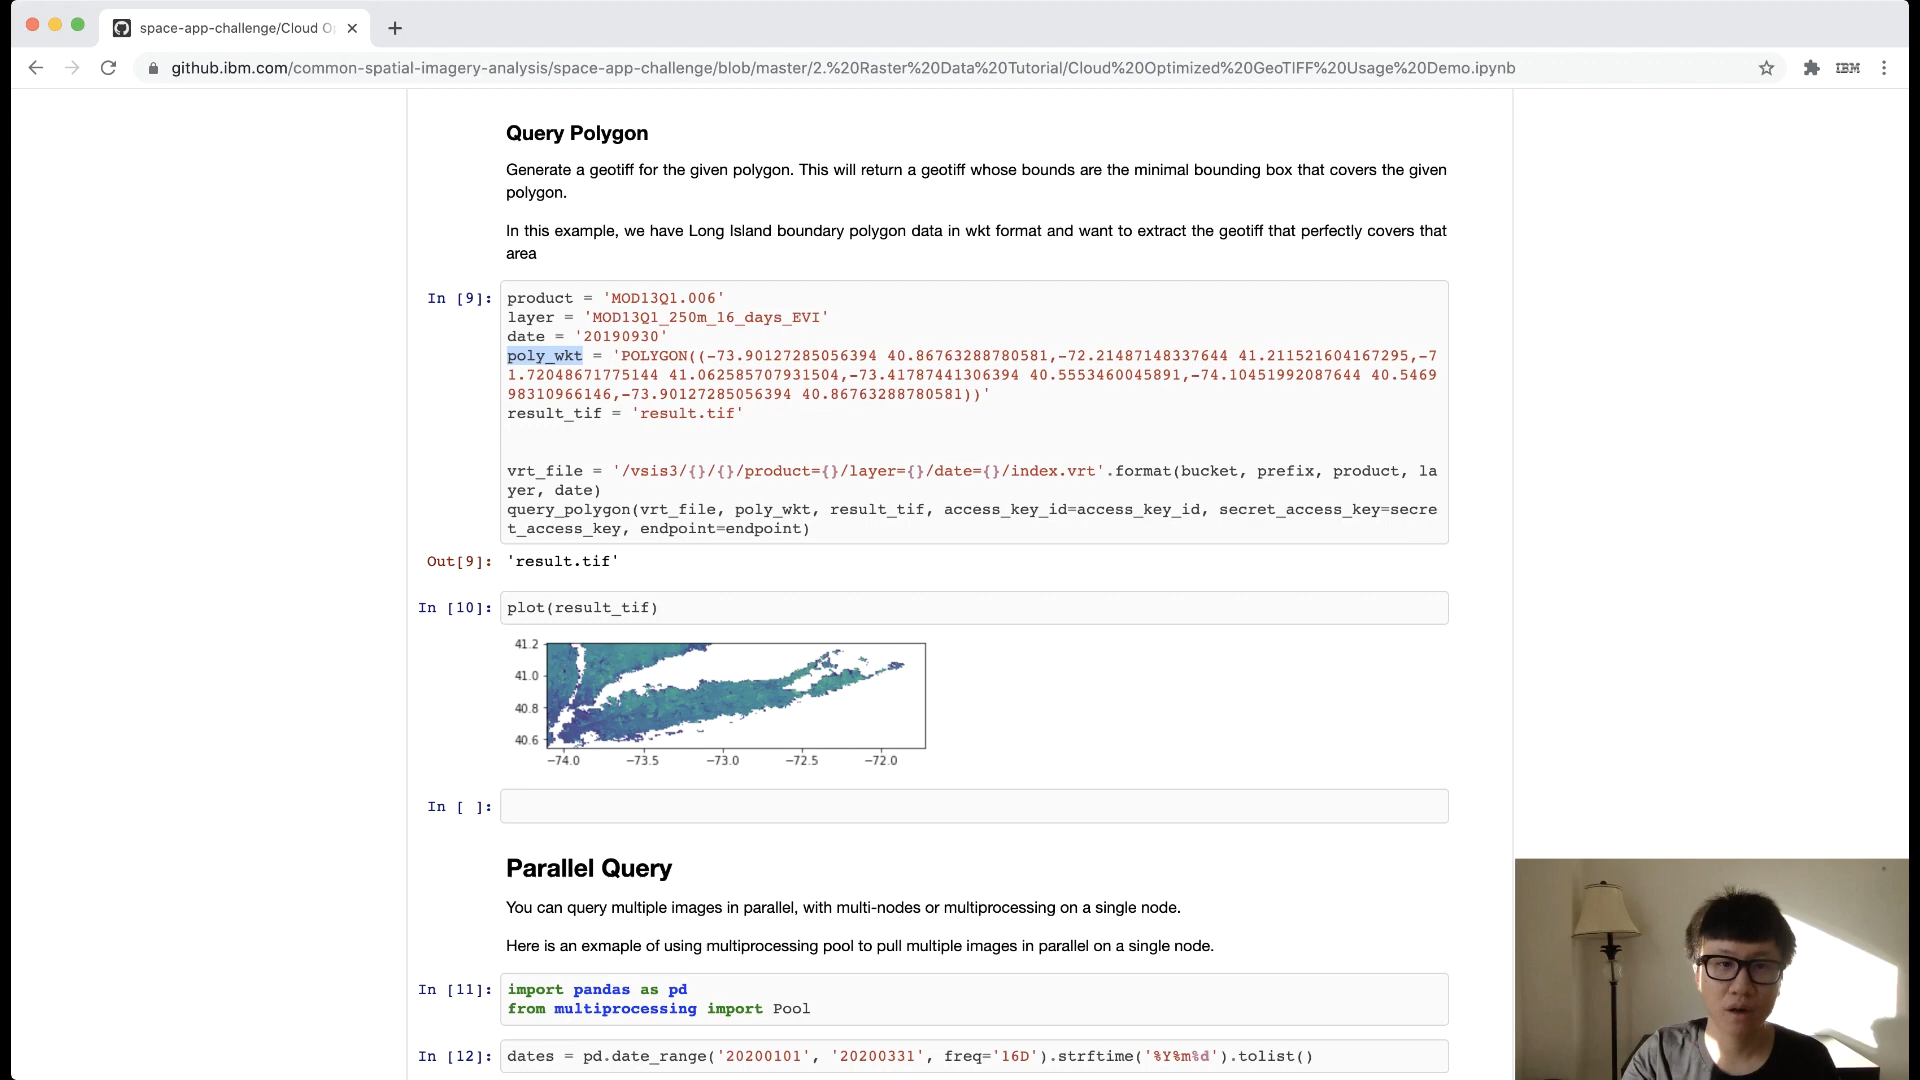 space-app-challenge/Cloud O
github.ibm.com/common-spatial-imagery-analysis/space-app-challenge/blob/master/2.%20Raster%20Data%20Tutorial/Cloud%20Optimized%20GeoTIFF%20Usage%20Demo.ipynb
IBM
Query Polygon
Generate a geotiff for the given polygon. This will return a geotiff whose bounds are the minimal bounding box that covers the given
polygon.
In this example, we have Long Island boundary polygon data in wkt format and want to extract the geotiff that perfectly covers that
area
In [9]:
product = 'MOD13Q1.006'
layer = 'MOD13Q1_250m_16_days_EVI'
date = '20190930'
poly_wkt = 'POLYGON((-73.90127285056394 40.86763288780581,-72.21487148337644 41.211521604167295,-7
1.72048671775144 41.062585707931504,-73.41787441306394 40.5553460045891,-74.10451992087644 40.5469
98310966146,-73.90127285056394 40.86763288780581))'
result_tif = 'result.tif'
vrt_file = '/vsis3/{}/{}/product={}/layer={}/date={}/index.vrt'.format(bucket, prefix, product, la
yer, date)
query_polygon(vrt_file, poly_wkt, result_tif, access_key_id=access_key_id, secret_access_key=secre
t_access_key, endpoint=endpoint)
Out[9]: 'result.tif'
In [10]: plot(result_tif)
41.2
41.0
40.8
40.6
−74.0 −73.5 −73.0 −72.5 −72.0
In [ ]:
Parallel Query
You can query multiple images in parallel, with multi-nodes or multiprocessing on a single node.
Here is an exmaple of using multiprocessing pool to pull multiple images in parallel on a single node.
In [11]: import pandas as pd
from multiprocessing import Pool
In [12]: dates = pd.date_range('20200101', '20200331', freq='16D').strftime('%Y%m%d').tolist()